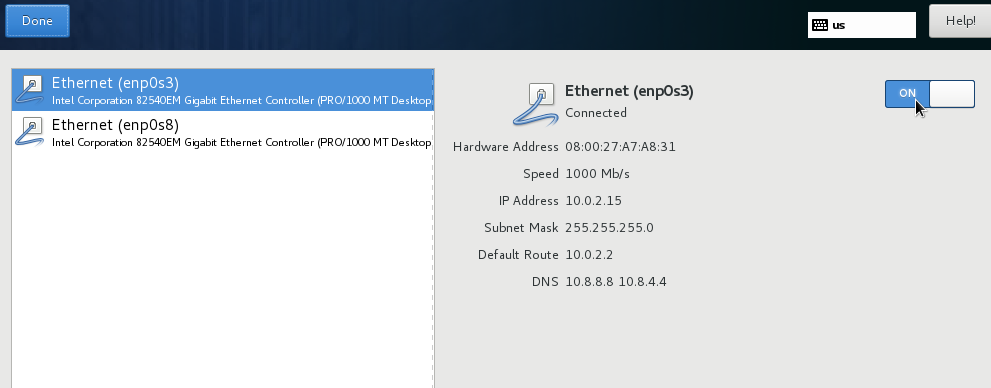 Done
us
Help!
Ethernet (enp0s3)
Intel Corporation 82540EM Gigabit Ethernet Controller (PRO/1000 MT Desktop
Ethernet (enp0s8)
Intel Corporation 82540EM Gigabit Ethernet Controller (PRO/1000 MT Desktop
Ethernet (enp0s3)
ON
Connected
Hardware Address 08:00:27:A7:A8:31
Speed 1000 Mb/s
IP Address 10.0.2.15
Subnet Mask 255.255.255.0
Default Route 10.0.2.2
DNS 10.8.8.8 10.8.4.4